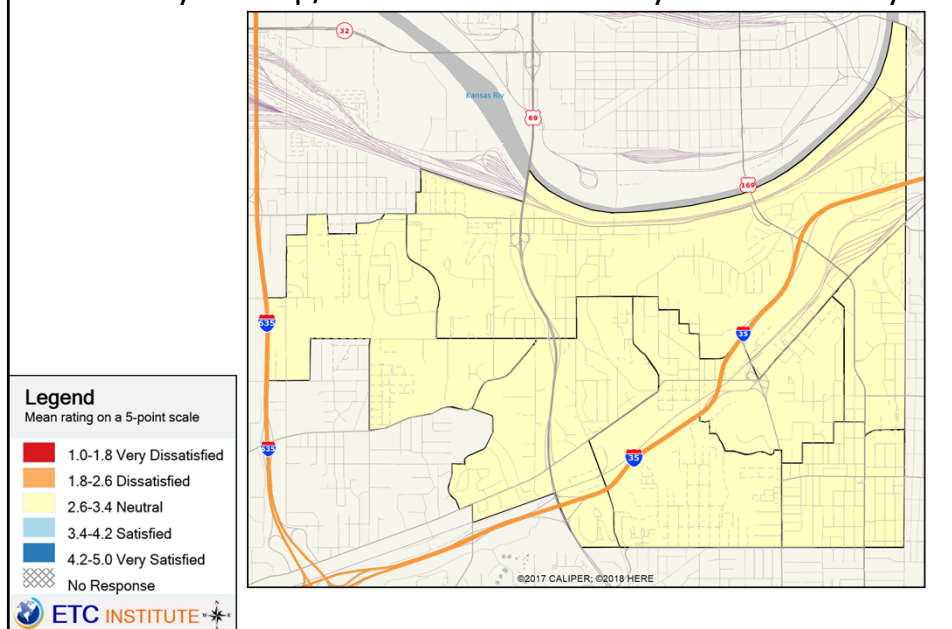 32
Kansas Riv
69
169
635
35
35
635
©2017 CALIPER; ©2018 HERE
Legend
Mean rating on a 5-point scale
1.0-1.8 Very Dissatisfied
1.8-2.6 Dissatisfied
2.6-3.4 Neutral
3.4-4.2 Satisfied
4.2-5.0 Very Satisfied
No Response
ETC INSTITUTE